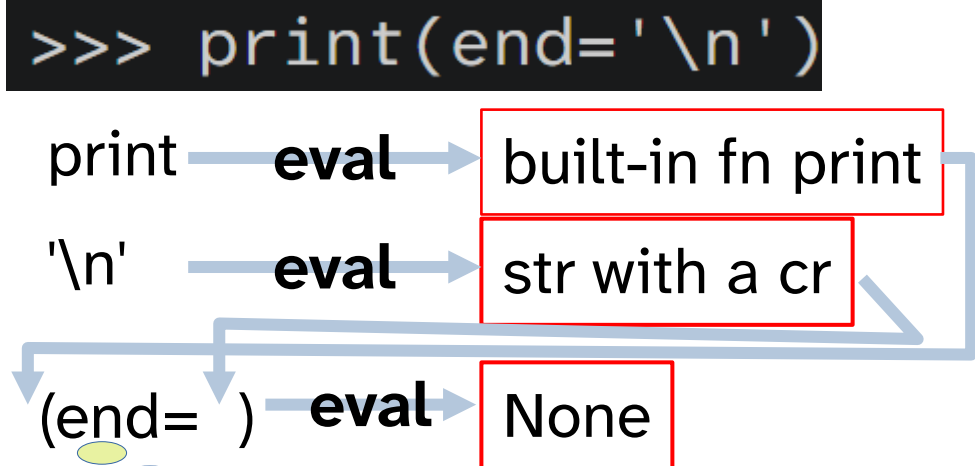 >>> print(end='\n')
print eval built-in fn print
'\n' eval str with a cr
(end= ) eval None